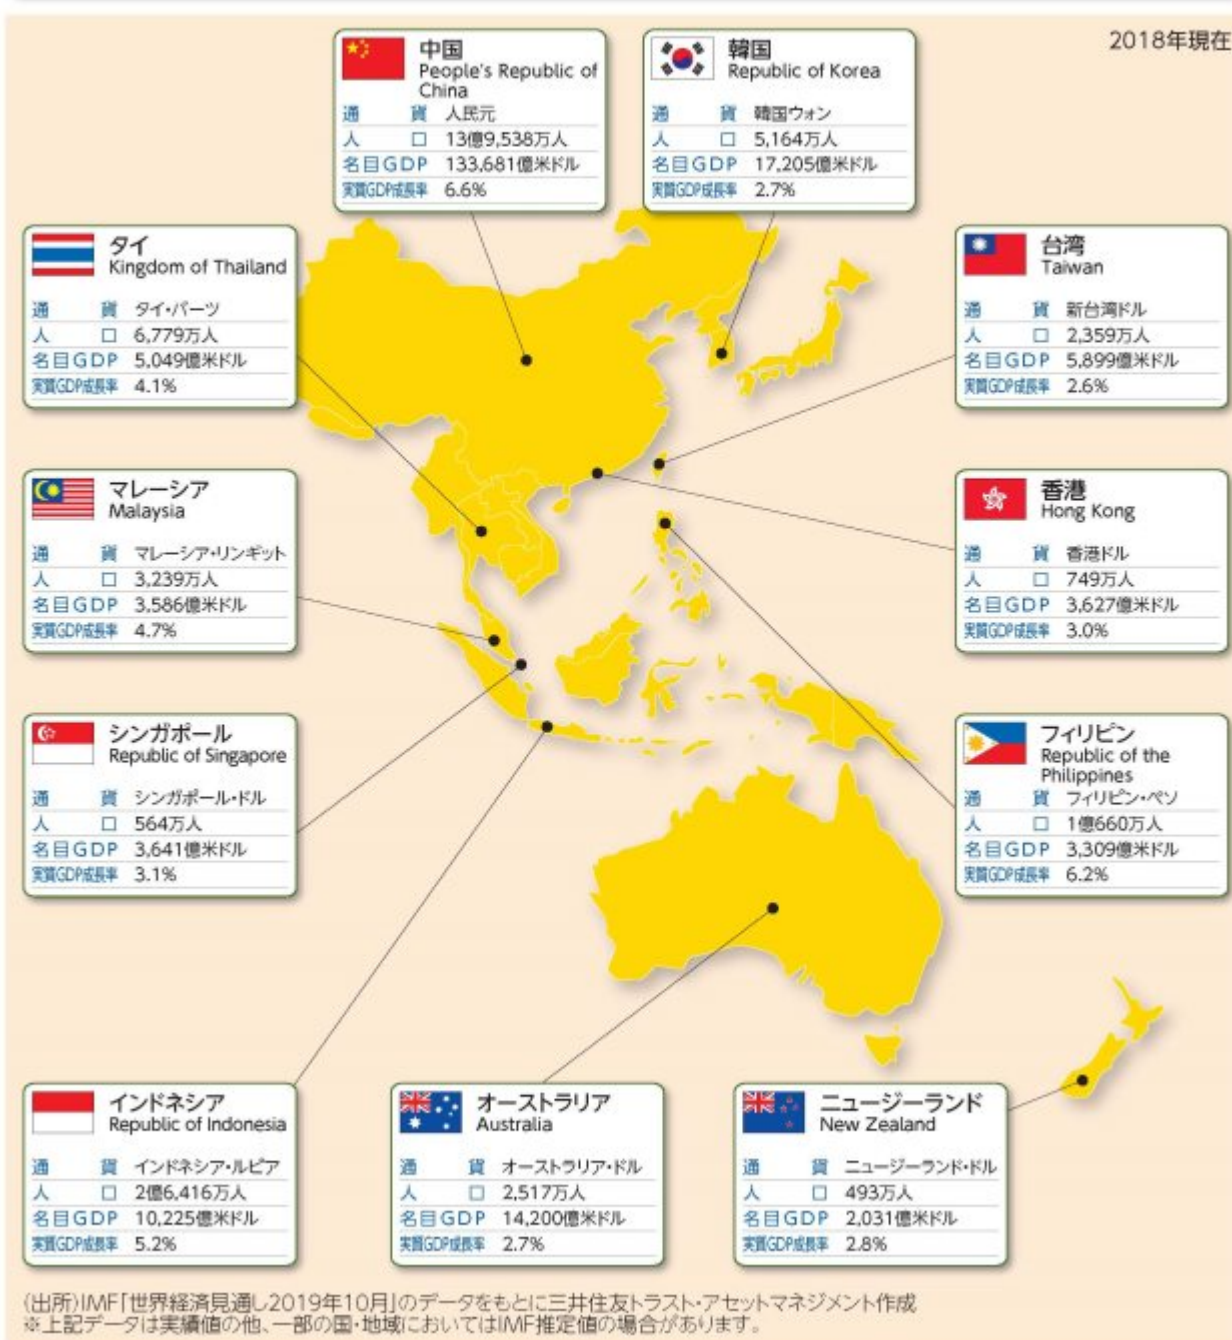 2018年現在
中国
People's Republic of
China
通貨 人民元
人口 13億9,538万人
名目GDP 133,681億米ドル
実質GDP成長率 6.6%
韓国
Republic of Korea
通貨 韓国ウォン
人口 5,164万人
名目GDP 17,205億米ドル
実質GDP成長率 2.7%
タイ
Kingdom of Thailand
通貨 タイ・バーツ
人口 6,779万人
名目GDP 5,049億米ドル
実質GDP成長率 4.1%
台湾
Taiwan
通貨 新台湾ドル
人口 2,359万人
名目GDP 5,899億米ドル
実質GDP成長率 2.6%
マレーシア
Malaysia
通貨 マレーシア・リンギット
人口 3,239万人
名目GDP 3,586億米ドル
実質GDP成長率 4.7%
香港
Hong Kong
通貨 香港ドル
人口 749万人
名目GDP 3,627億米ドル
実質GDP成長率 3.0%
シンガポール
Republic of Singapore
通貨 シンガポール・ドル
人口 564万人
名目GDP 3,641億米ドル
実質GDP成長率 3.1%
フィリピン
Republic of the
Philippines
通貨 フィリピン・ペソ
人口 1億660万人
名目GDP 3,309億米ドル
実質GDP成長率 6.2%
インドネシア
Republic of Indonesia
通貨 インドネシア・ルピア
人口 2億6,416万人
名目GDP 10,225億米ドル
実質GDP成長率 5.2%
オーストラリア
Australia
通貨 オーストラリア・ドル
人口 2,517万人
名目GDP 14,200億米ドル
実質GDP成長率 2.7%
ニュージーランド
New Zealand
通貨 ニュージーランド・ドル
人口 493万人
名目GDP 2,031億米ドル
実質GDP成長率 2.8%
(出所)IMF「世界経済見通し2019年10月」のデータをもとに三井住友トラスト・アセットマネジメント作成
※上記データは実績値の他、一部の国・地域においてはIMF推定値の場合があります。